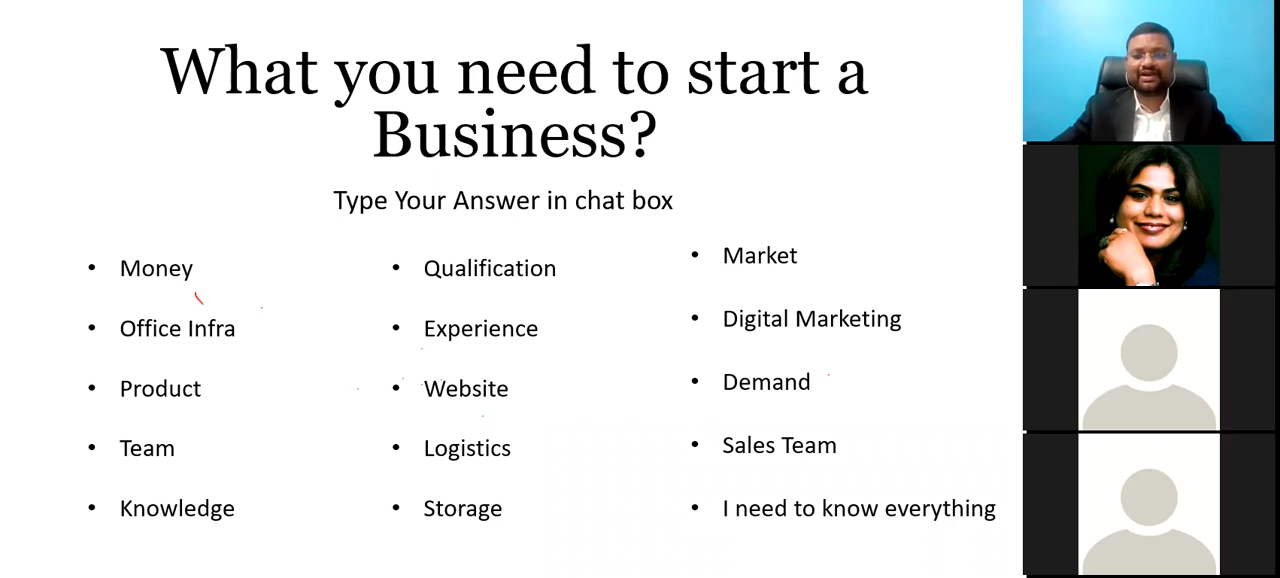 What you need to start a
Business?
Type Your Answer in chat box
• Money
• Office Infra
• Product
• Team
• Knowledge
• Qualification
• Experience
• Website
• Logistics
• Storage
• Market
• Digital Marketing
• Demand
• Sales Team
• I need to know everything